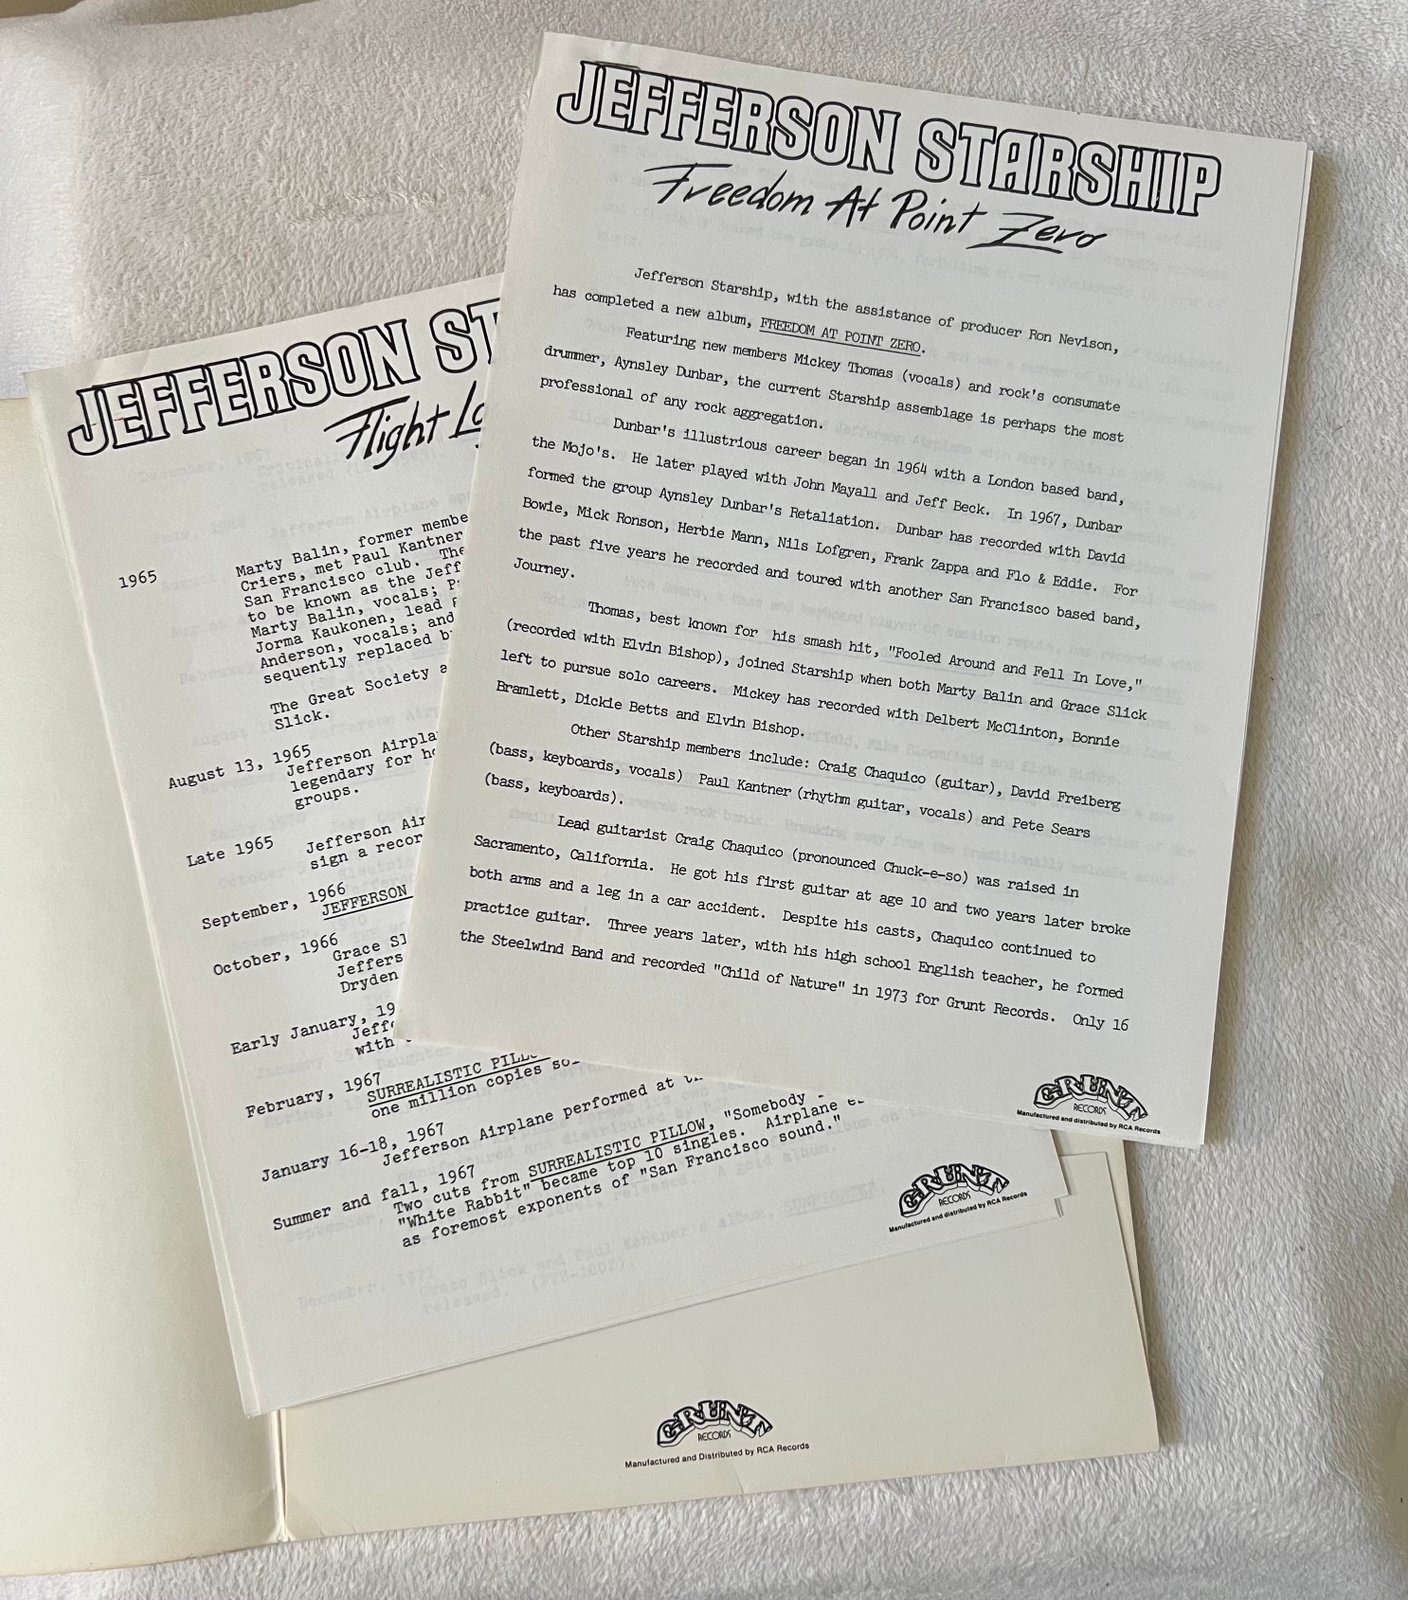 JEFFERSON STARSHIP
Freedom At Point Zero
Jefferson Starship, with the assistance of producer Ron Nevison,
has completed a new album, FREEDOM AT POINT ZERO.
Featuring new members Mickey Thomas (vocals) and rock's consumate
drummer, Aynsley Dunbar, the current Starship assemblage is perhaps the most
professional of any rock aggregation.
Dunbar's illustrious career began in 1964 with a London based band,
the Mojo's. He later played with John Mayall and Jeff Beck. In 1967, Dunbar
formed the group Aynsley Dunbar's Retaliation. Dunbar has recorded with David
Bowie, Mick Ronson, Herbie Mann, Nils Lofgren, Frank Zappa and Flo & Eddie. For
the past five years he recorded and toured with another San Francisco based band,
Journey.
Thomas, best known for his smash hit, "Fooled Around and Fell In Love,"
(recorded with Elvin Bishop), joined Starship when both Marty Balin and Grace Slick
left to pursue solo careers. Mickey has recorded with Delbert McClinton, Bonnie
Bramlett, Dickie Betts and Elvin Bishop.
Other Starship members include: Craig Chaquico (guitar), David Freiberg
(bass, keyboards, vocals) Paul Kantner (rhythm guitar, vocals) and Pete Sears
(bass, keyboards).
Lead guitarist Craig Chaquico (pronounced Chuck-e-so) was raised in
Sacramento, California. He got his first guitar at age 10 and two years later broke
both arms and a leg in a car accident. Despite his casts, Chaquico continued to
practice guitar. Three years later, with his high school English teacher, he formed
the Steelwind Band and recorded "Child of Nature" in 1973 for Grunt Records. Only 16
GRUNT
RECORDS
Manufactured and distributed by RCA Records
JEFFERSON ST
Flight Lo
1965
Marty Balin, former membe
Criers, met Paul Kantner
San Francisco club. The
to be known as the Jeff
Marty Balin, vocals; P
Jorma Kaukonen, lead
Anderson, vocals; and
sequently replaced b
The Great Society a
Slick.
August 13, 1965
Jefferson Airpla
legendary for ho
groups.
Late 1965
Jefferson Air
sign a recor
September, 1966
JEFFERSON
October, 1966
Grace Sl
Jeffers
Dryden
Early January, 19
Jeff
with
February, 1967
SURREALISTIC PILL
one million copies so
January 16-18, 1967
Jefferson Airplane performed at t
Summer and fall, 1967
Two cuts from SURREALISTIC PILLOW, "Somebody
"White Rabbit" became top 10 singles. Airplane
as foremost exponents of "San Francisco sound."
GRUNT
RECORDS
Manufactured and distributed by RCA Records
GRUNT
RECORDS
Manufactured and Distributed by RCA Records